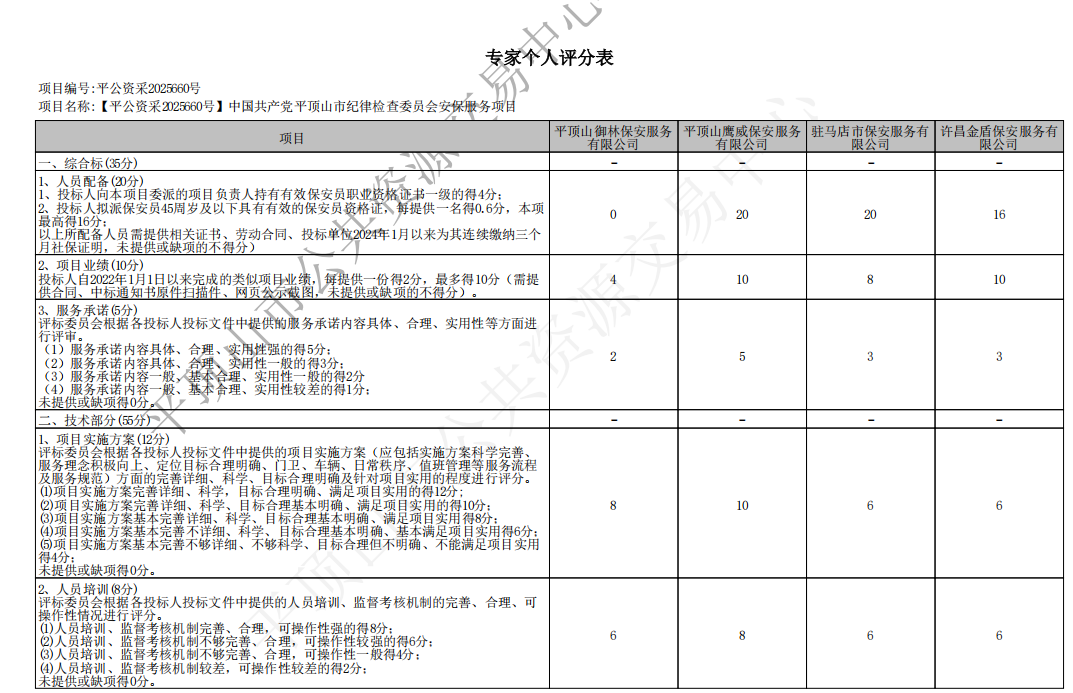 专家个人评分表
项目编号:平公资采2025660号
项目名称:【平公资采2025660号】中国共产党平顶山市纪律检查委员会安保服务项目
项目
平顶山御林保安服务
有限公司
平顶山鹰威保安服务
有限公司
驻马店市保安服务有
限公司
许昌金盾保安服务有
限公司
一、综合标(35分)
－ － － －
1、人员配备(20分)
1、投标人向本项目委派的项目负责人持有有效保安员职业资格证书一级的得4分；
2、投标人拟派保安员45周岁及以下具有有效的保安员资格证，每提供一名得0.6分，本项
最高得16分；
以上所配备人员需提供相关证书、劳动合同、投标单位2024年1月以来为其连续缴纳三个
月社保证明，未提供或缺项的不得分）
0 20 20 16
2、项目业绩(10分)
投标人自2022年1月1日以来完成的类似项目业绩，每提供一份得2分，最多得10分（需提
供合同、中标通知书原件扫描件、网页公示截图，未提供或缺项的不得分）。
4 10 8 10
3、服务承诺(5分)
评标委员会根据各投标人投标文件中提供的服务承诺内容具体、合理、实用性等方面进
行评审。
（1）服务承诺内容具体、合理、实用性强的得5分；
（2）服务承诺内容具体、合理、实用性一般的得3分；
（3）服务承诺内容一般、基本合理、实用性一般的得2分
（4）服务承诺内容一般、基本合理、实用性较差的得1分；
未提供或缺项得0分。
2 5 3 3
二、技术部分(55分)
－ － － －
1、项目实施方案(12分)
评标委员会根据各投标人投标文件中提供的项目实施方案（应包括实施方案科学完善、
服务理念积极向上、定位目标合理明确、门卫、车辆、日常秩序、值班管理等服务流程
及服务规范）方面的完善详细、科学、目标合理明确及针对项目实用的程度进行评分。
(1)项目实施方案完善详细、科学，目标合理明确、满足项目实用的得12分;
(2)项目实施方案完善详细、科学、目标合理基本明确、满足项目实用的得10分；
(3)项目实施方案基本完善详细、科学、目标合理基本明确、满足项目实用得8分；
(4)项目实施方案基本完善不详细、科学、目标合理基本明确、基本满足项目实用得6分；
(5)项目实施方案基本完善不够详细、不够科学、目标合理但不明确、不能满足项目实用
得4分；
未提供或缺项得0分。
8 10 6 6
2、人员培训(8分)
评标委员会根据各投标人投标文件中提供的人员培训、监督考核机制的完善、合理、可
操作性情况进行评分。
(1)人员培训、监督考核机制完善、合理，可操作性强的得8分；
(2)人员培训、监督考核机制不够完善、合理，可操作性较强的得6分；
(3)人员培训、监督考核机制不够完善、合理，可操作性一般得4分；
(4)人员培训、监督考核机制较差，可操作性较差的得2分；
未提供或缺项得0分。
6 8 6 6
平顶山市公共资源交易中心
平顶山市公共资源交易中心